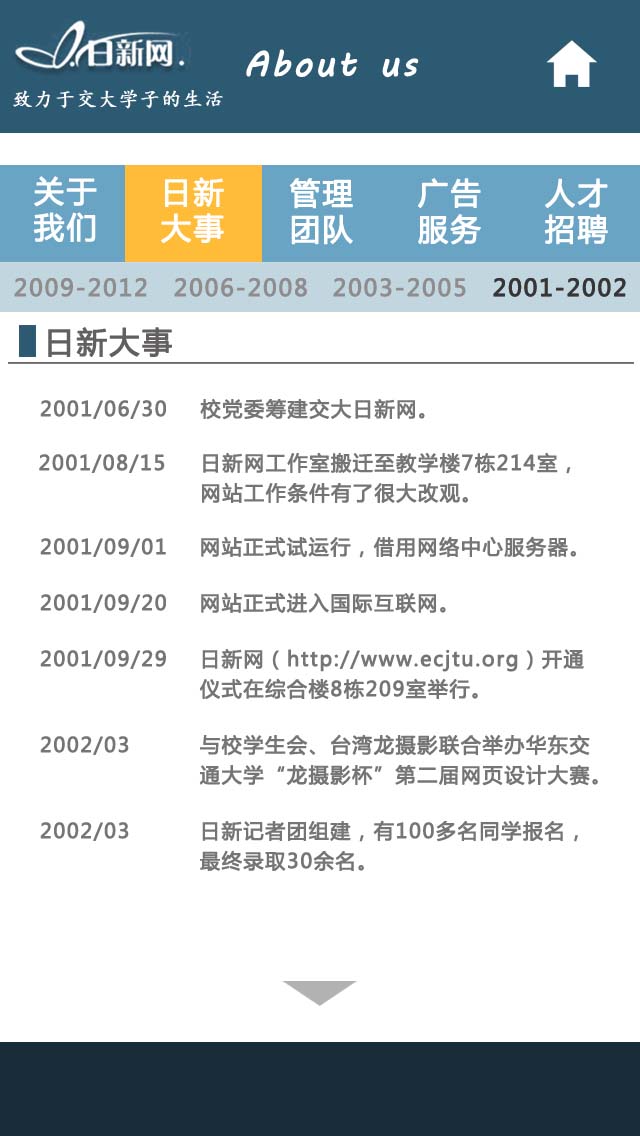 日新网.
About us
致力于交大学子的生活
关于我们
日新大事
管理团队
广告服务
人才招聘
2009-2012 2006-2008 2003-2005 2001-2002
日新大事
2001/06/30 校党委筹建交大日新网。
2001/08/15 日新网工作室搬迁至教学楼7栋214室，
网站工作条件有了很大改观。
2001/09/01 网站正式试运行，借用网络中心服务器。
2001/09/20 网站正式进入国际互联网。
2001/09/29 日新网（http://www.ecjtu.org）开通
仪式在综合楼8栋209室举行。
2002/03 与校学生会、台湾龙摄影联合举办华东交
通大学“龙摄影杯”第二届网页设计大赛。
2002/03 日新记者团组建，有100多名同学报名，
最终录取30余名。